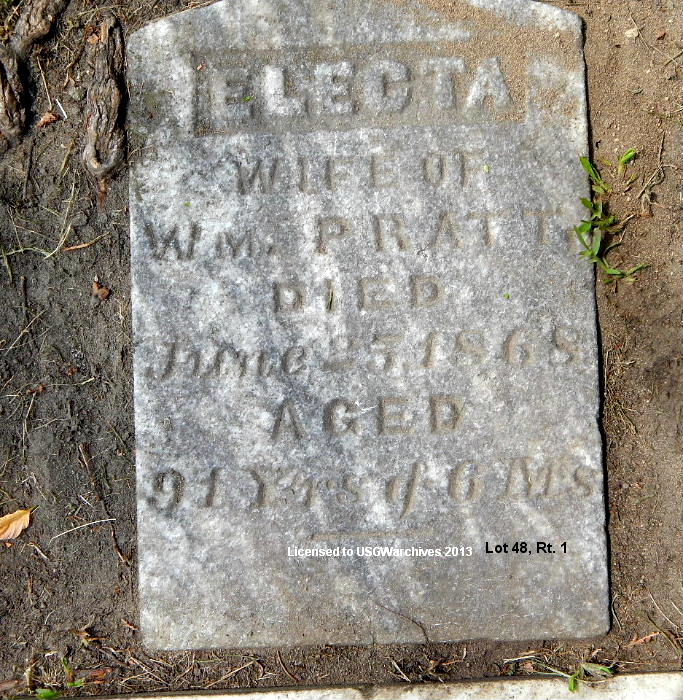 ELECTA
WIFE OF
WM. PRATT
DIED
June 25, 1868
AGED
91 Yrs & 6 Ms
Licensed to USGWarchives 2013
Lot 48, Rt. 1